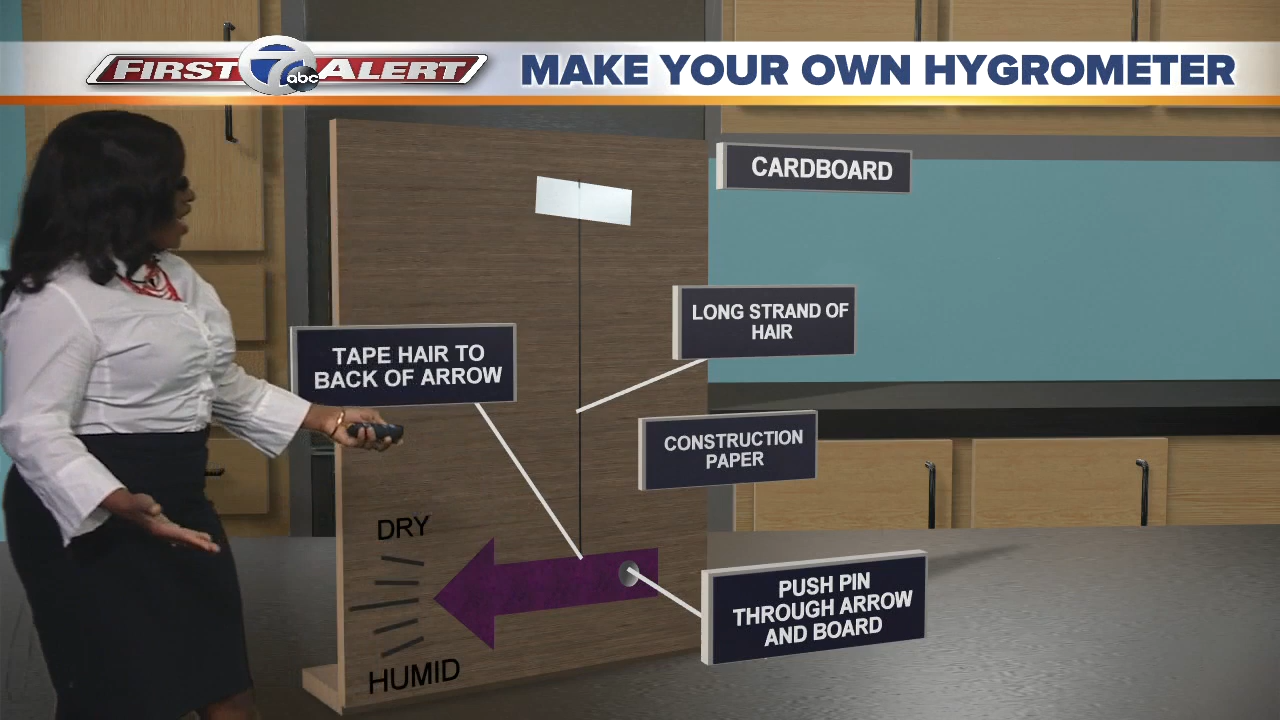 FIRST 7 abc ALERT
MAKE YOUR OWN HYGROMETER
CARDBOARD
LONG STRAND OF
HAIR
TAPE HAIR TO
BACK OF ARROW
CONSTRUCTION
PAPER
DRY
PUSH PIN
THROUGH ARROW
AND BOARD
HUMID